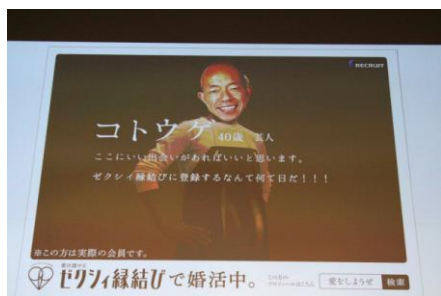 RECRUIT
コトウゲ 40歳 芸人
ここにいい出会いがあればいいと思います。
ゼクシィ縁結びに登録するなんて何て日だ！！！
※この方は実際の会員です。
ゼクシィ縁結びで婚活中。
愛をしようぜ 検索